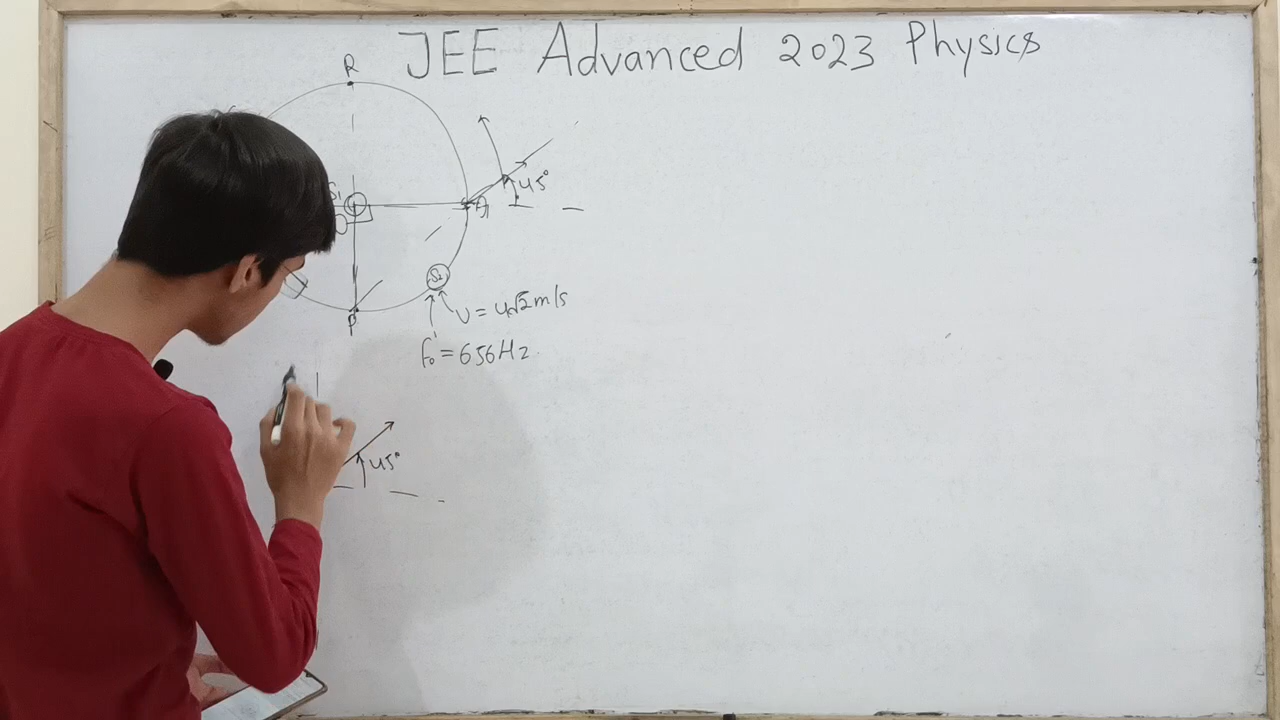 JEE Advanced 2023 Physics
R
45°
S₁
S₂
P
υ = 4√2 m/s
f₀ = 656 Hz
45°